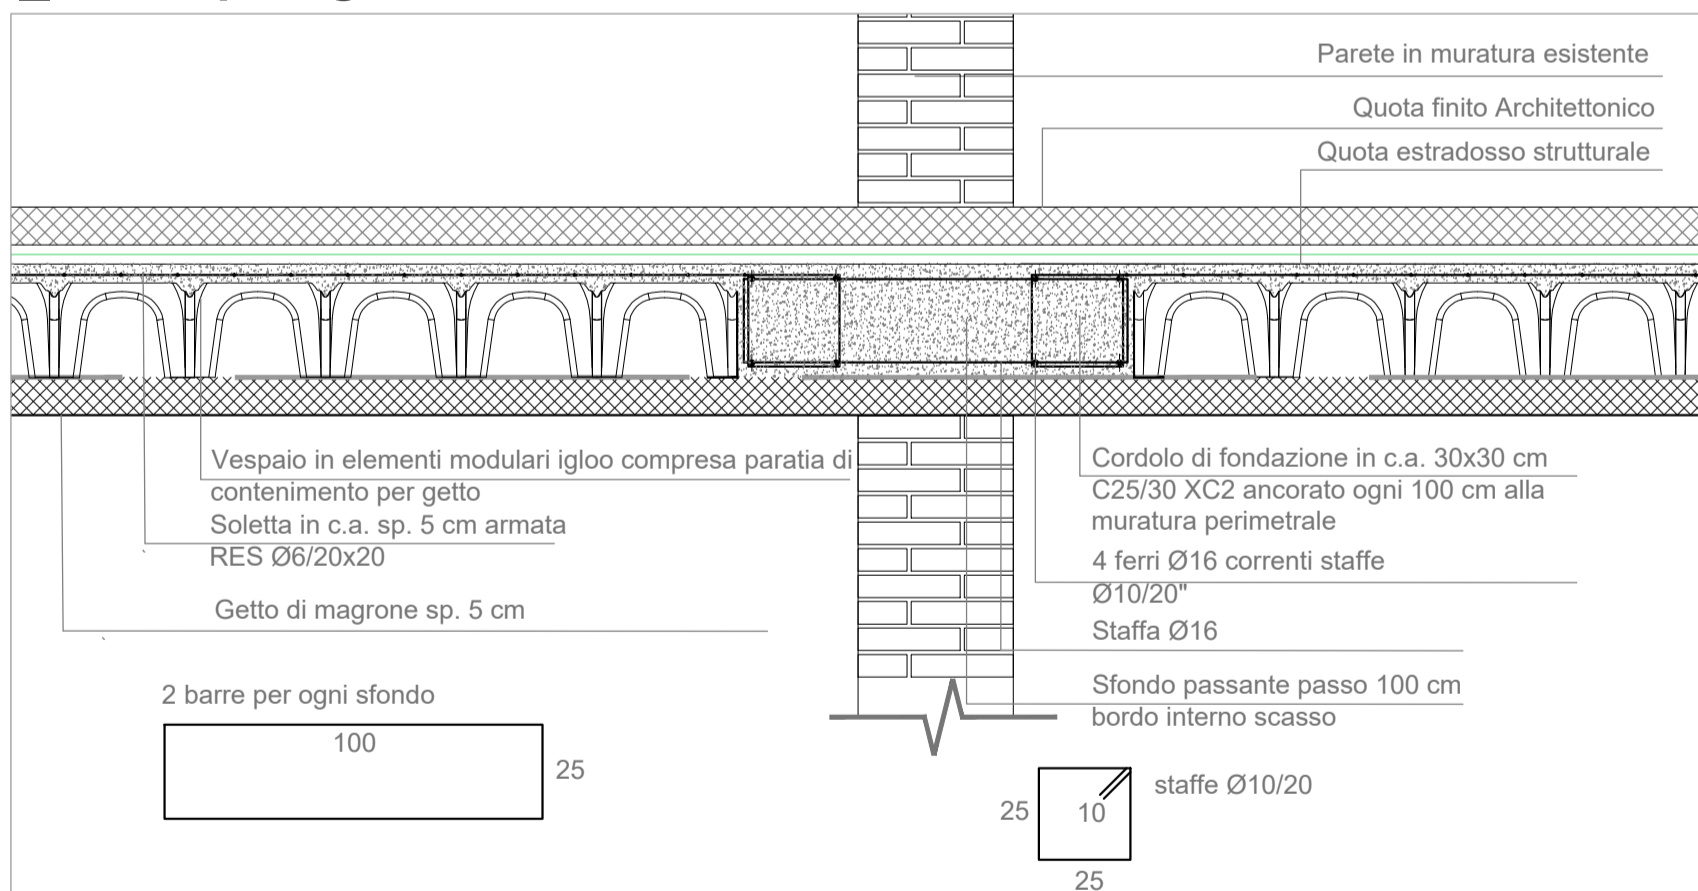 Parete in muratura esistente
Quota finito Architettonico
Quota estradosso strutturale
Vespaio in elementi modulari igloo compresa paratia di
contenimento per getto
Soletta in c.a. sp. 5 cm armata
RES Ø6/20x20
Getto di magrone sp. 5 cm
Cordolo di fondazione in c.a. 30x30 cm
C25/30 XC2 ancorato ogni 100 cm alla
muratura perimetrale
4 ferri Ø16 correnti staffe
Ø10/20"
Staffa Ø16
Sfondo passante passo 100 cm
bordo interno scasso
2 barre per ogni sfondo
100
25
staffe Ø10/20
25
10
25